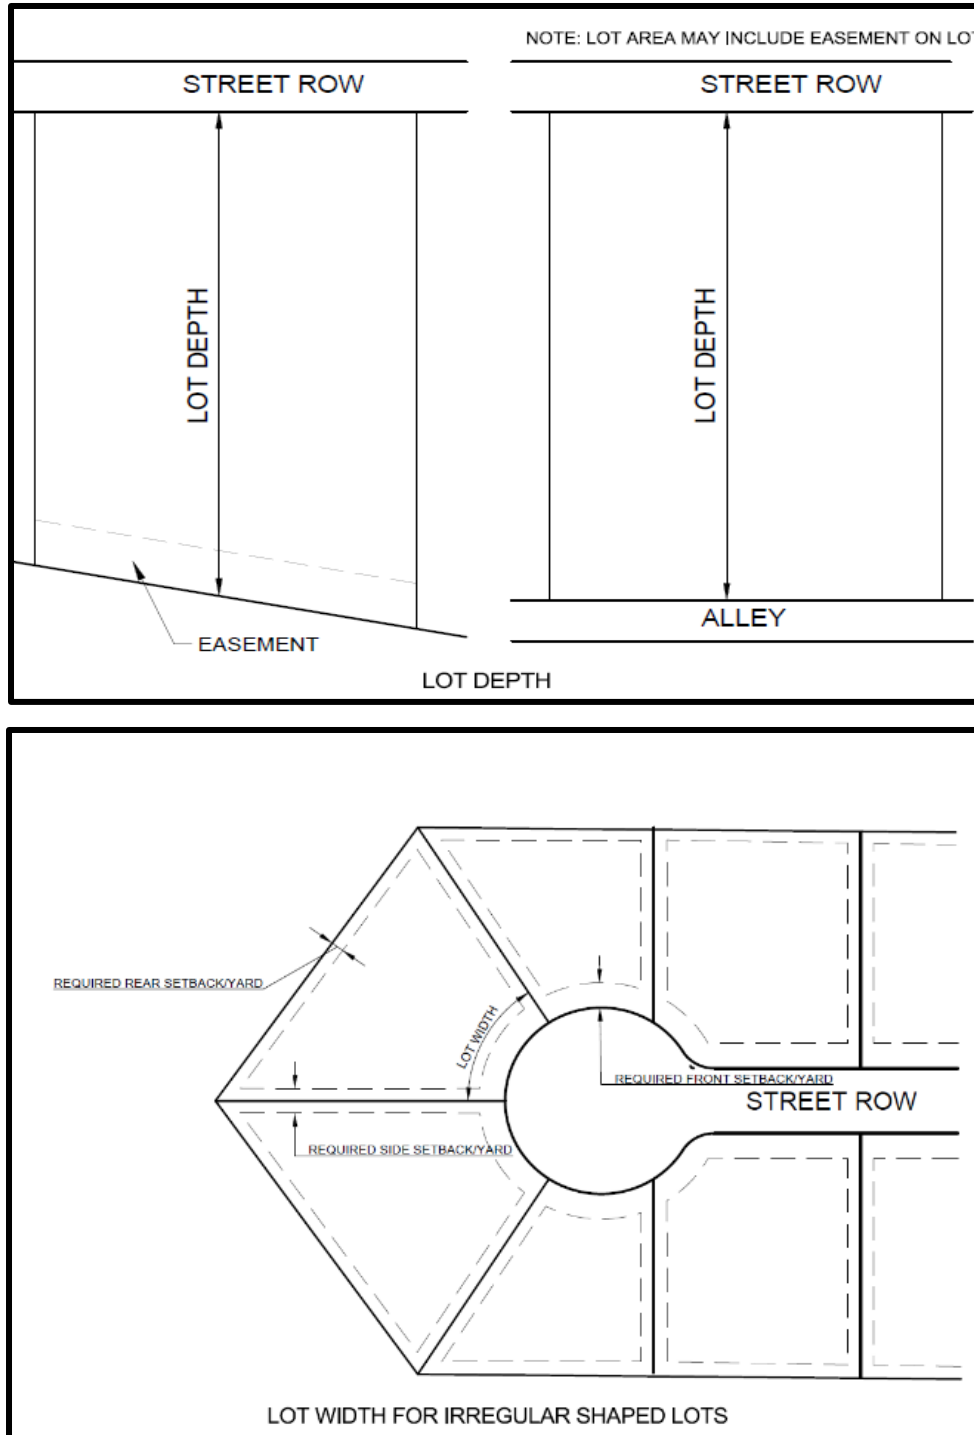 NOTE: LOT AREA MAY INCLUDE EASEMENT ON LOT
STREET ROW
STREET ROW
LOT DEPTH
LOT DEPTH
EASEMENT
ALLEY
LOT DEPTH
REQUIRED REAR SETBACK/YARD
LOT WIDTH
REQUIRED FRONT SETBACK/YARD
STREET ROW
REQUIRED SIDE SETBACK/YARD
LOT WIDTH FOR IRREGULAR SHAPED LOTS